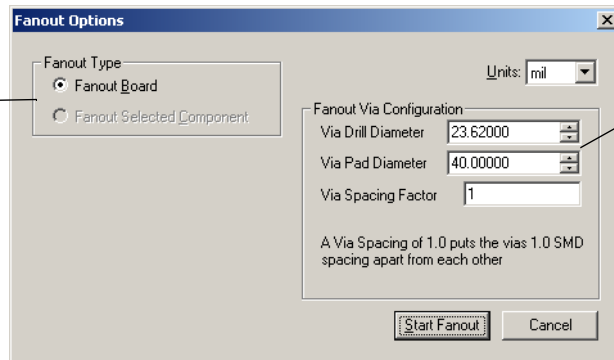 Fanout Options
Fanout Type
Fanout Board
Fanout Selected Component
Units: mil
Fanout Via Configuration
Via Drill Diameter 23.62000
Via Pad Diameter 40.00000
Via Spacing Factor 1
A Via Spacing of 1.0 puts the vias 1.0 SMD
spacing apart from each other
Start Fanout Cancel